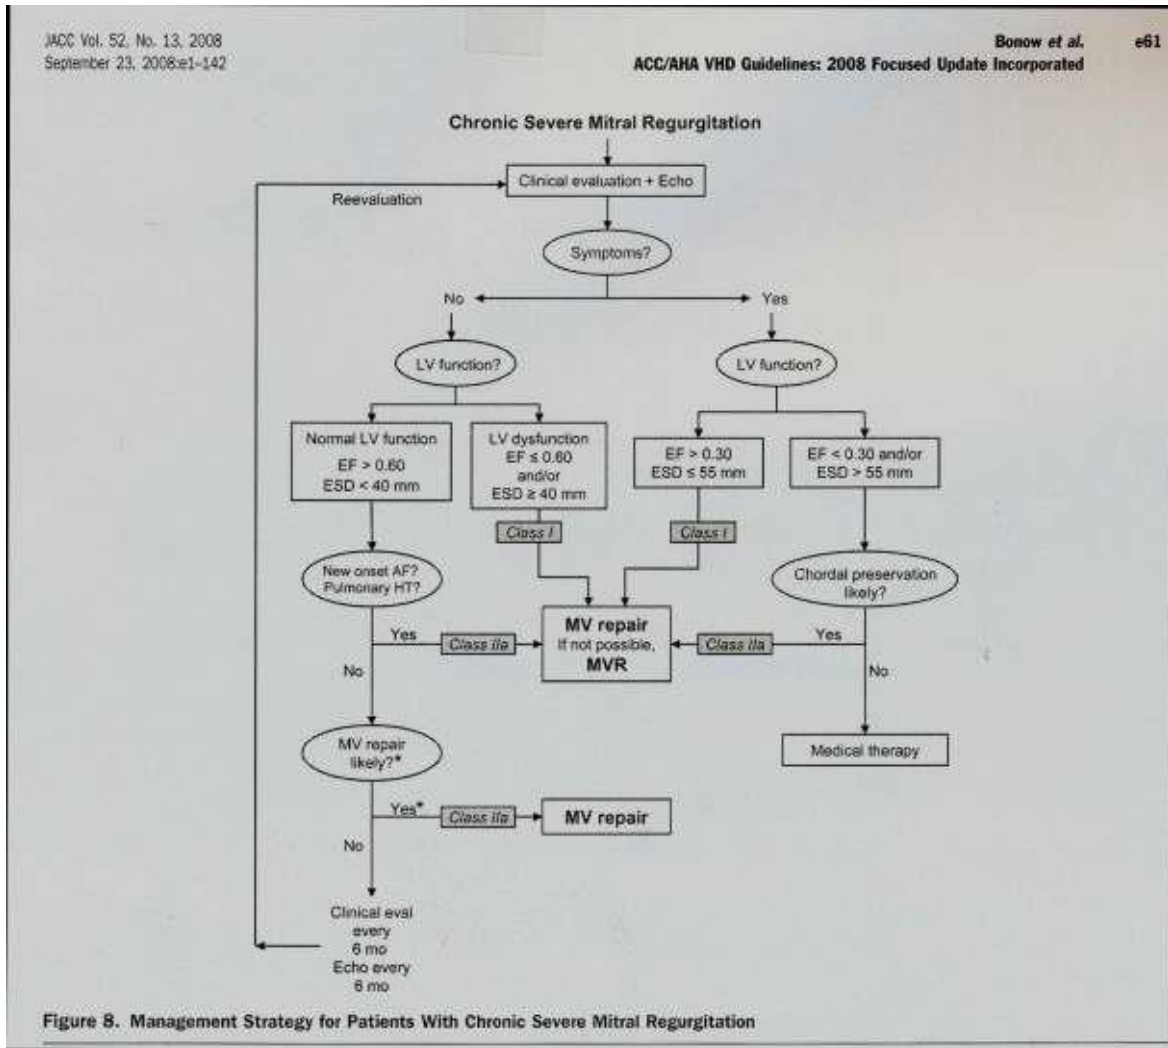 JACC Vol. 52, No. 13, 2008
September 23, 2008:e1–142
Bonow et al.
e61
ACC/AHA VHD Guidelines: 2008 Focused Update Incorporated
Chronic Severe Mitral Regurgitation
Clinical evaluation + Echo
Reevaluation
Symptoms?
No
Yes
LV function?
LV function?
Normal LV function
EF > 0.60
ESD < 40 mm
LV dysfunction
EF ≤ 0.60
and/or
ESD ≥ 40 mm
EF > 0.30
ESD ≤ 55 mm
EF < 0.30 and/or
ESD > 55 mm
Class I
Class I
New onset AF?
Pulmonary HT?
Chordal preservation
likely?
MV repair
If not possible,
MVR
Yes
Class IIa
Class IIa
Yes
No
No
MV repair
likely?*
Medical therapy
Yes*
Class IIa
MV repair
No
Clinical eval
every
6 mo
Echo every
6 mo
Figure 8. Management Strategy for Patients With Chronic Severe Mitral Regurgitation